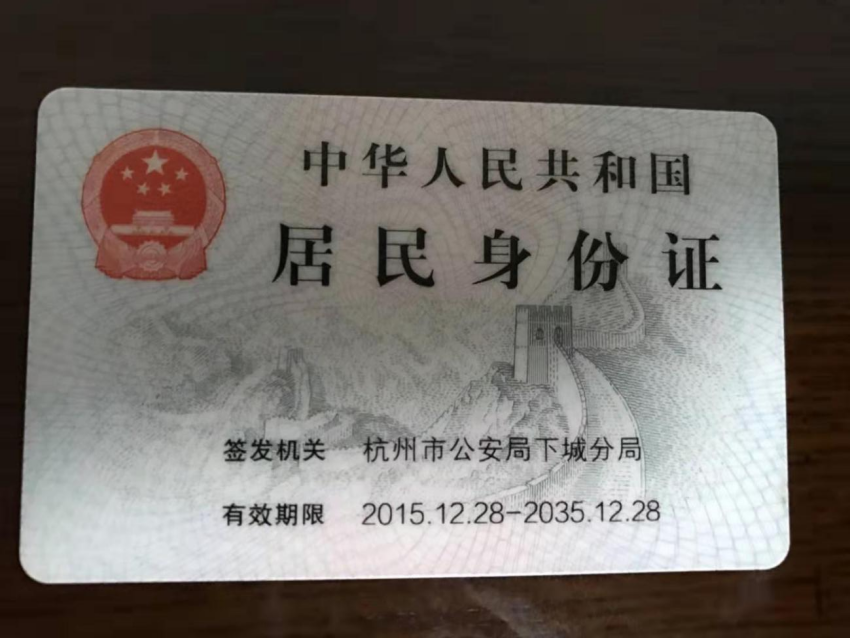 中华人民共和国
居民身份证
签发机关 杭州市公安局下城分局
有效期限 2015.12.28-2035.12.28